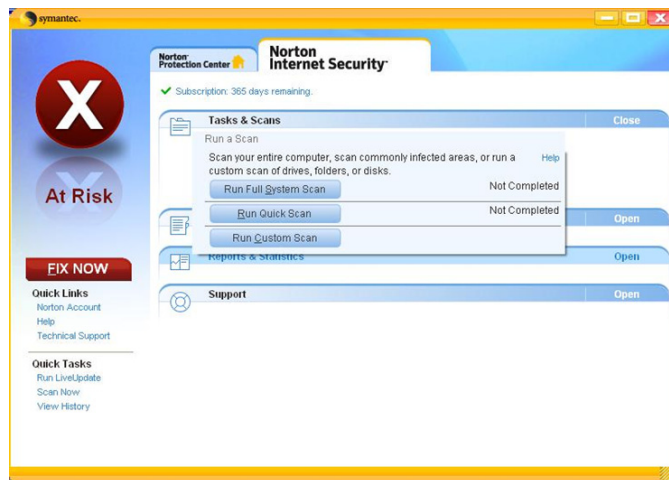 symantec.
Norton
Protection Center
Norton
Internet Security
Subscription: 365 days remaining.
Tasks & Scans
Close
Run a Scan
Scan your entire computer, scan commonly infected areas, or run a
custom scan of drives, folders, or disks.
Help
Run Full System Scan
Not Completed
Run Quick Scan
Not Completed
Run Custom Scan
Open
Reports & Statistics
Open
Support
Open
X
At Risk
FIX NOW
Quick Links
Norton Account
Help
Technical Support
Quick Tasks
Run LiveUpdate
Scan Now
View History